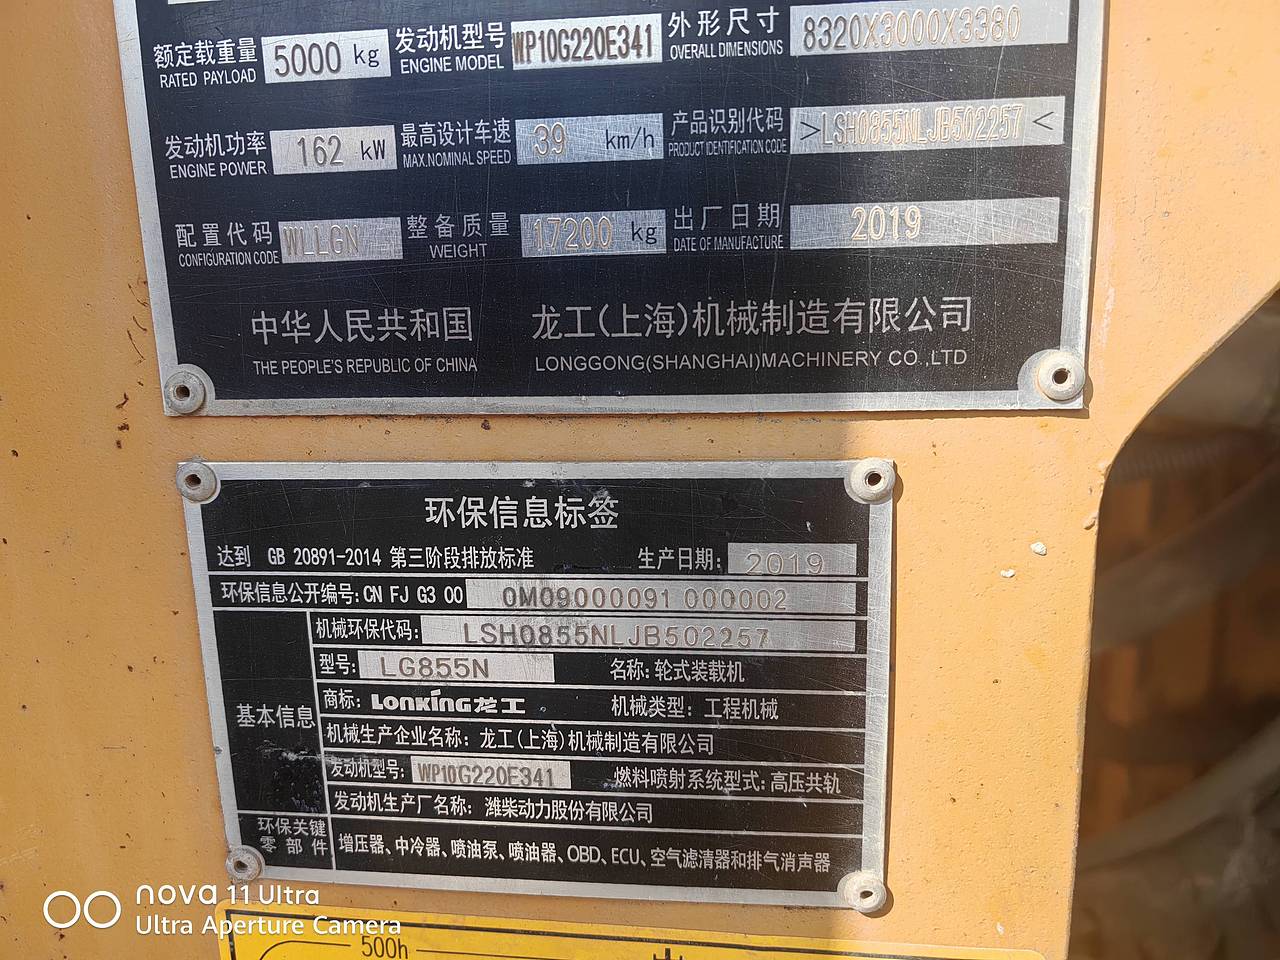 额定载重量 5000 kg 发动机型号 WP10G220E341 外形尺寸 8320X3000X3380
RATED PAYLOAD ENGINE MODEL OVERALL DIMENSIONS
发动机功率 162 kW 最高设计车速 39 km/h 产品识别代码 >LSH0855NLJB502257<
ENGINE POWER MAX.NOMINAL SPEED PRODUCT IDENTIFICATION CODE
配置代码 WLLGN 整备质量 17200 kg 出厂日期 2019
CONFIGURATION CODE WEIGHT DATE OF MANUFACTURE
中华人民共和国 龙工(上海)机械制造有限公司
THE PEOPLE'S REPUBLIC OF CHINA LONGGONG(SHANGHAI)MACHINERY CO.,LTD
环保信息标签
达到 GB 20891-2014 第三阶段排放标准 生产日期: 2019
环保信息公开编号: CN FJ G3 00 0M09000091 000002
机械环保代码: LSH0855NLJB502257
型号: LG855N 名称: 轮式装载机
商标: LONKING龙工 机械类型: 工程机械
基本信息
机械生产企业名称: 龙工(上海)机械制造有限公司
发动机型号: WP10G220E341 燃料喷射系统型式: 高压共轨
发动机生产厂名称: 潍柴动力股份有限公司
环保关键零部件 增压器、中冷器、喷油泵、喷油器、OBD、ECU、空气滤清器和排气消声器
nova 11 Ultra
Ultra Aperture Camera
500h